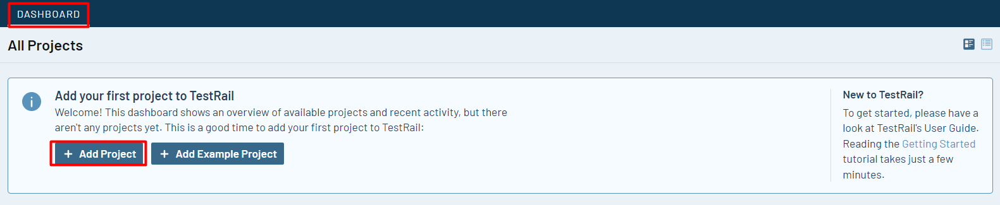 DASHBOARD
All Projects
Add your first project to TestRail
Welcome! This dashboard shows an overview of available projects and recent activity, but there
aren't any projects yet. This is a good time to add your first project to TestRail:
+ Add Project
+ Add Example Project
New to TestRail?
To get started, please have a
look at TestRail's User Guide.
Reading the Getting Started
tutorial takes just a few
minutes.